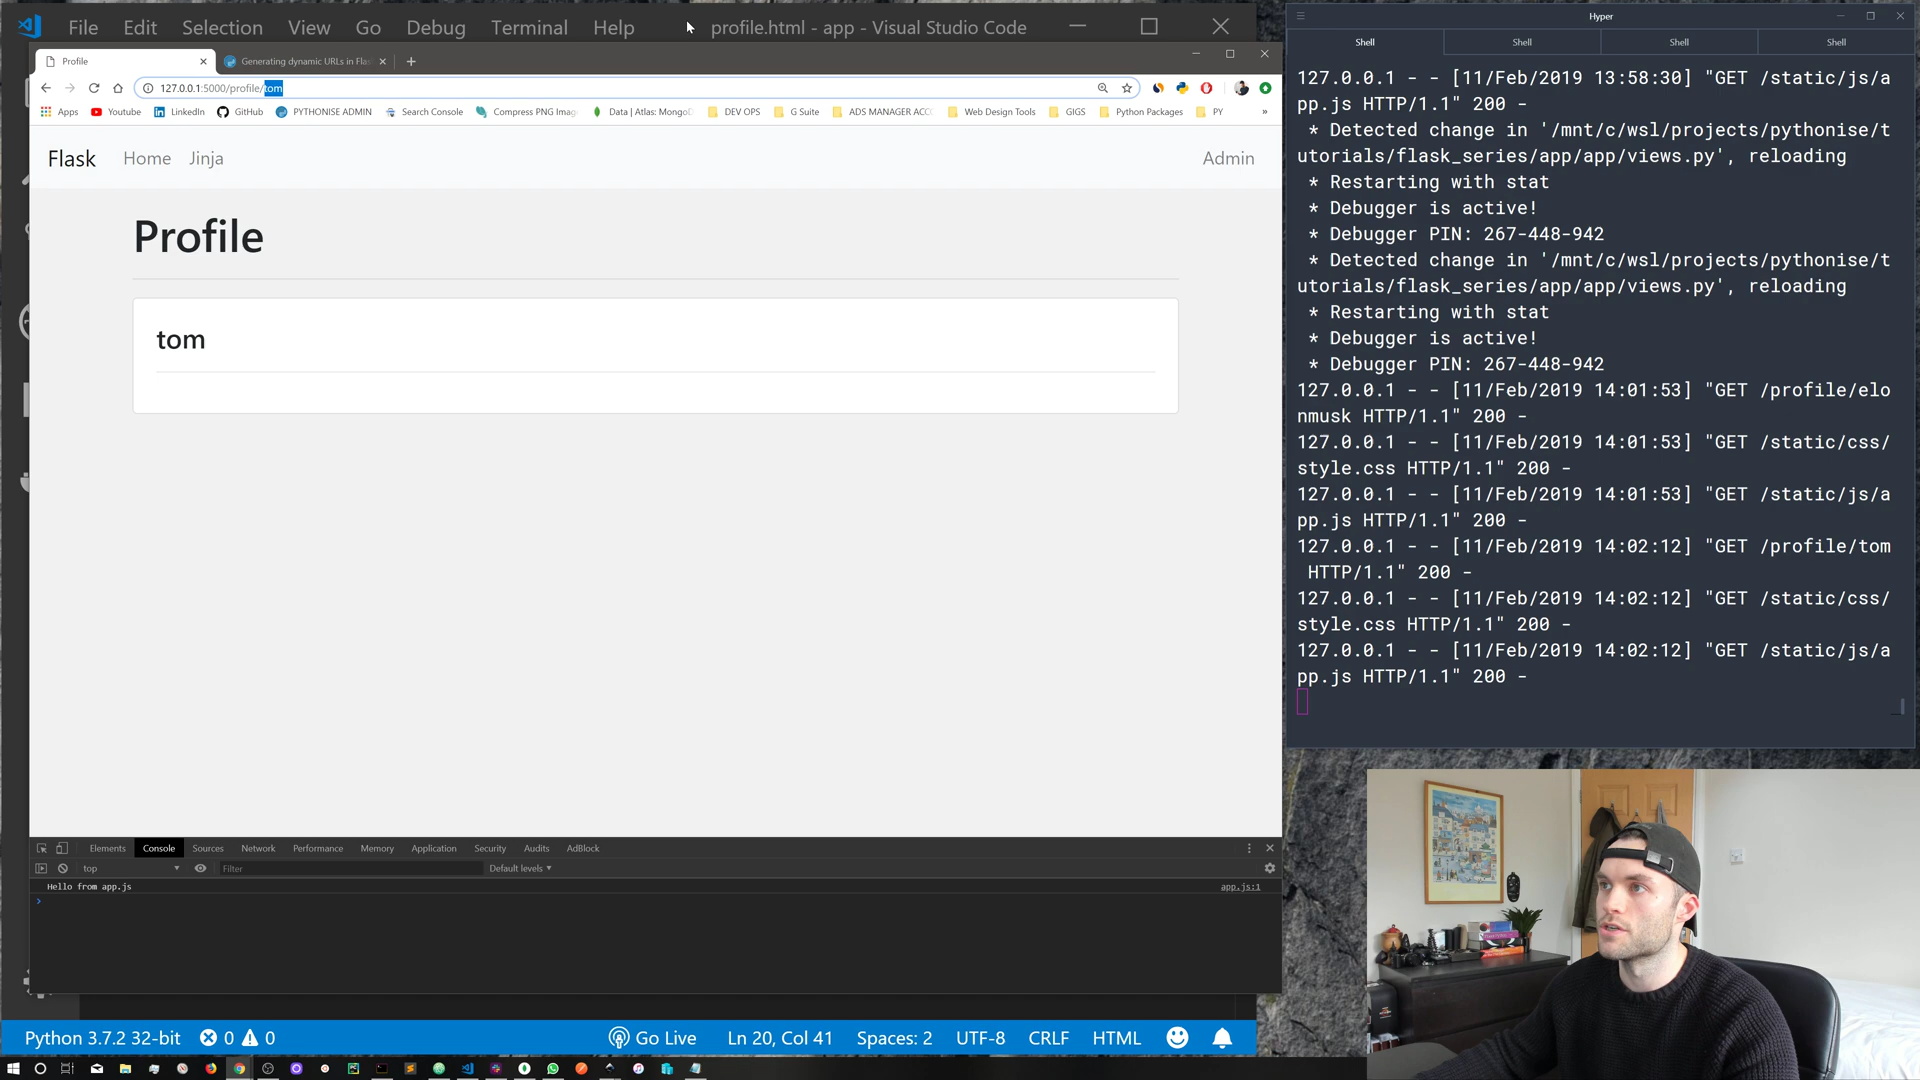 File Edit Selection View Go Debug Terminal Help profile.html - app - Visual Studio Code
Profile Generating dynamic URLs in Flas
127.0.0.1:5000/profile/tom
Apps Youtube LinkedIn GitHub PYTHONISE ADMIN Search Console Compress PNG Imag Data | Atlas: MongoD DEV OPS G Suite ADS MANAGER ACC Web Design Tools GIGS Python Packages PY »
Flask Home Jinja Admin
Profile
tom
Elements Console Sources Network Performance Memory Application Security Audits AdBlock
top Filter Default levels
Hello from app.js app.js:1
Python 3.7.2 32-bit 0 0 Go Live Ln 20, Col 41 Spaces: 2 UTF-8 CRLF HTML
Hyper
Shell Shell Shell Shell
127.0.0.1 - - [11/Feb/2019 13:58:30] "GET /static/js/a
pp.js HTTP/1.1" 200 -
* Detected change in '/mnt/c/wsl/projects/pythonise/t
utorials/flask_series/app/app/views.py', reloading
* Restarting with stat
* Debugger is active!
* Debugger PIN: 267-448-942
* Detected change in '/mnt/c/wsl/projects/pythonise/t
utorials/flask_series/app/app/views.py', reloading
* Restarting with stat
* Debugger is active!
* Debugger PIN: 267-448-942
127.0.0.1 - - [11/Feb/2019 14:01:53] "GET /profile/elo
nmusk HTTP/1.1" 200 -
127.0.0.1 - - [11/Feb/2019 14:01:53] "GET /static/css/
style.css HTTP/1.1" 200 -
127.0.0.1 - - [11/Feb/2019 14:01:53] "GET /static/js/a
pp.js HTTP/1.1" 200 -
127.0.0.1 - - [11/Feb/2019 14:02:12] "GET /profile/tom
HTTP/1.1" 200 -
127.0.0.1 - - [11/Feb/2019 14:02:12] "GET /static/css/
style.css HTTP/1.1" 200 -
127.0.0.1 - - [11/Feb/2019 14:02:12] "GET /static/js/a
pp.js HTTP/1.1" 200 -